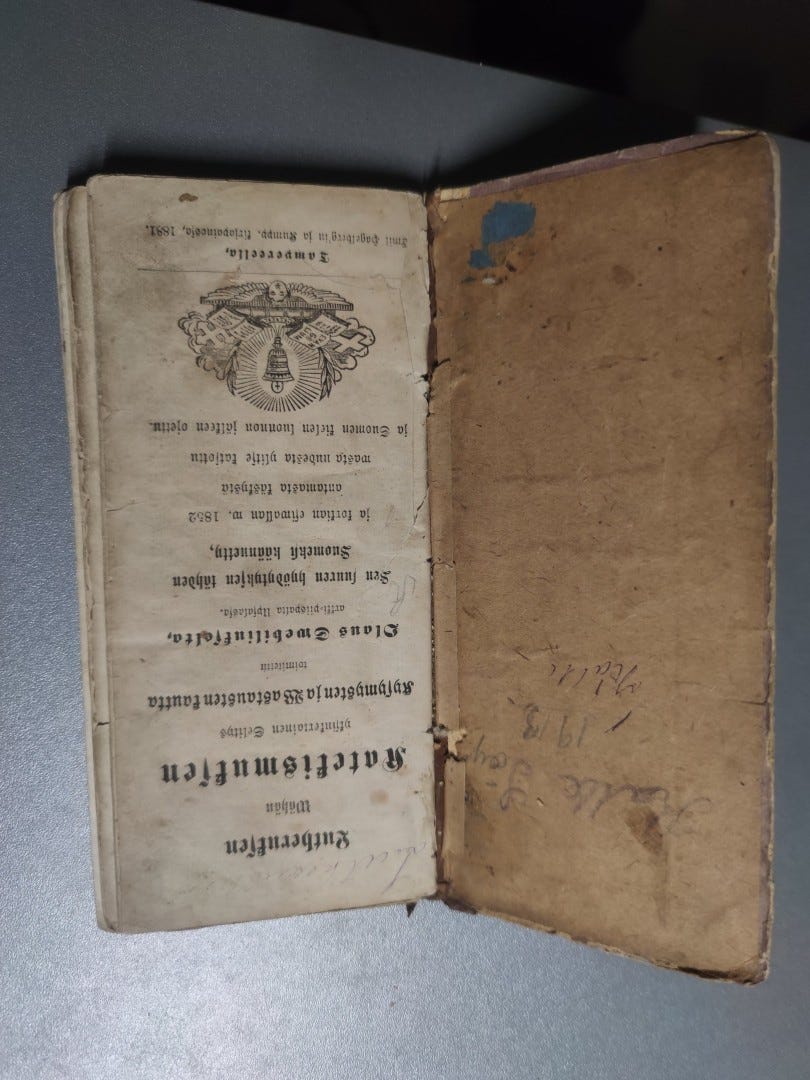 Lutheruksen
Wähän
Katekismuksen
yksinkertainen Selitys
Kysymysten ja Wastausten kautta
toimitettu
Olaus Swebiliukselta,
arkki-piispalta Upsalassa.
Sen suuren hyödytyksen tähden
Suomeksi käännetty,
ja korkian esiwallan w. 1852
antamasta käskystä
wasta uudesta ylitse katsottu
ja Suomen kielen luonnon jälkeen ojettu.
Tampereella,
Emil Hagelberg'in ja Kumpp. kirjapainossa, 1881.
Kalle